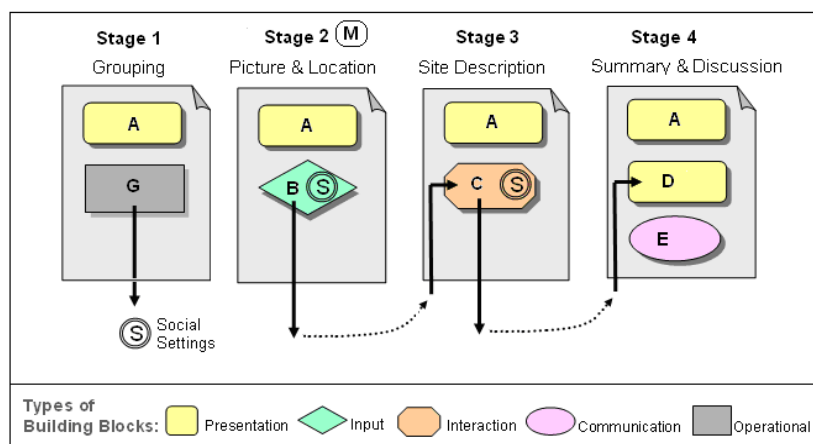 Stage 1
Grouping
A
G
S Social
Settings
Stage 2 M
Picture & Location
A
B S
Stage 3
Site Description
A
C S
Stage 4
Summary & Discussion
A
D
E
Types of
Building Blocks: Presentation Input Interaction Communication Operational